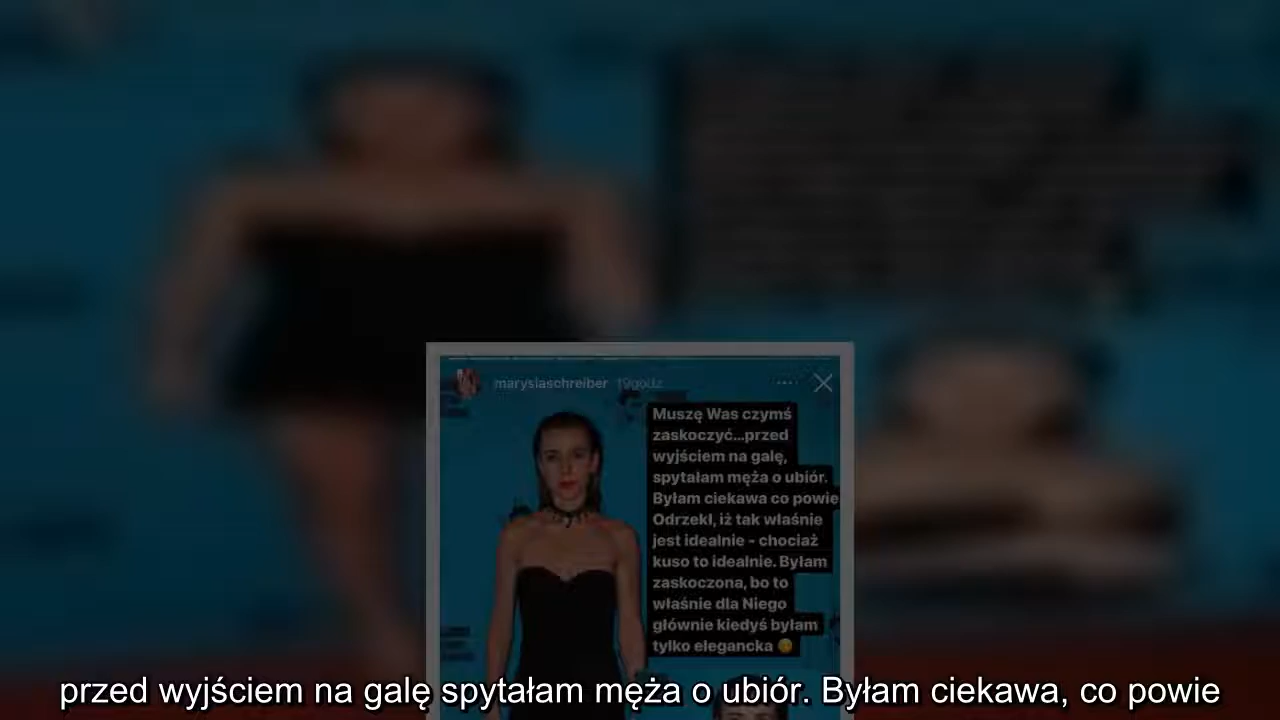 marysiaschreiber 19godz.
Muszę Was czymś
zaskoczyć...przed
wyjściem na galę,
spytałam męża o ubiór.
Byłam ciekawa co powie
Odrzekł, iż tak właśnie
jest idealnie - chociaż
kuso to idealnie. Byłam
zaskoczona, bo to
właśnie dla Niego
głównie kiedyś byłam
tylko elegancka
przed wyjściem na galę spytałam męża o ubiór. Byłam ciekawa, co powie